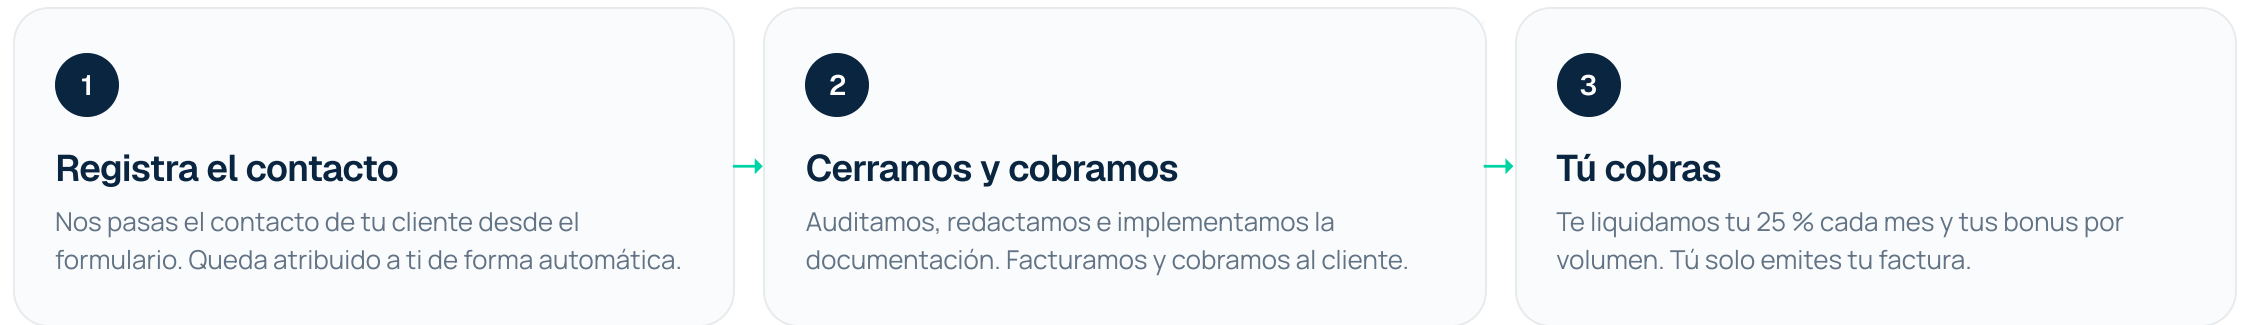 1
Registra el contacto
Nos pasas el contacto de tu cliente desde el
formulario. Queda atribuido a ti de forma automática.
2
Cerramos y cobramos
Auditamos, redactamos e implementamos la
documentación. Facturamos y cobramos al cliente.
3
Tú cobras
Te liquidamos tu 25 % cada mes y tus bonus por
volumen. Tú solo emites tu factura.